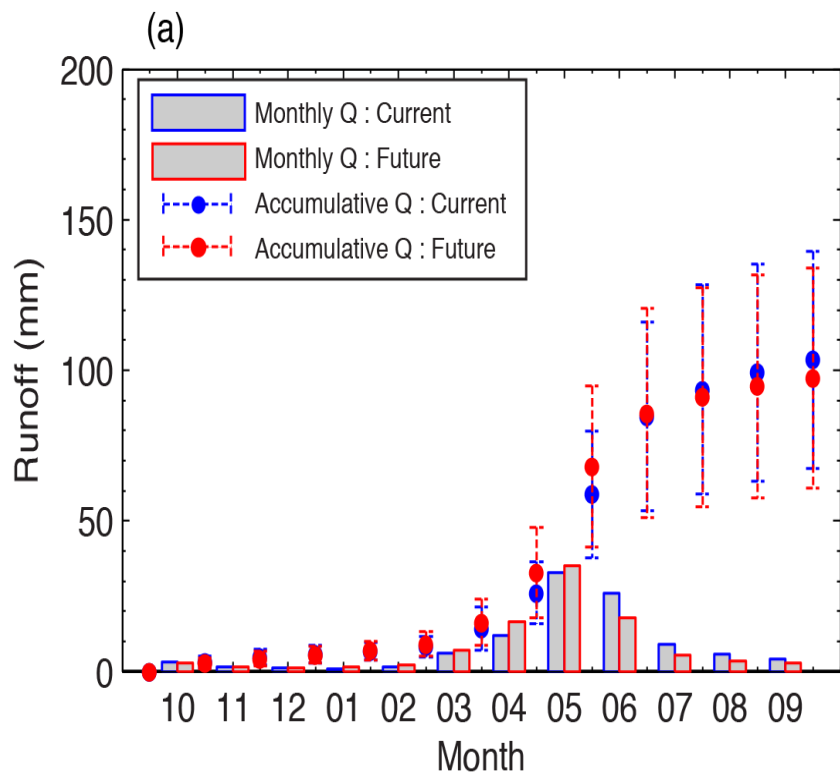 (a)
200
150
100
50
0
Runoff (mm)
Monthly Q : Current
Monthly Q : Future
Accumulative Q : Current
Accumulative Q : Future
10 11 12 01 02 03 04 05 06 07 08 09
Month